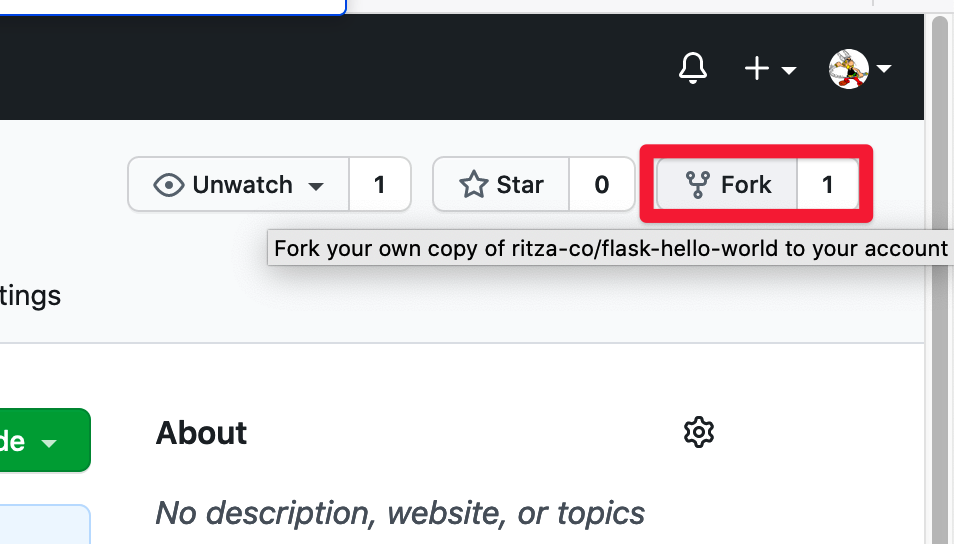 Unwatch 1 Star 0 Fork 1
Fork your own copy of ritza-co/flask-hello-world to your account
tings
de
About
No description, website, or topics